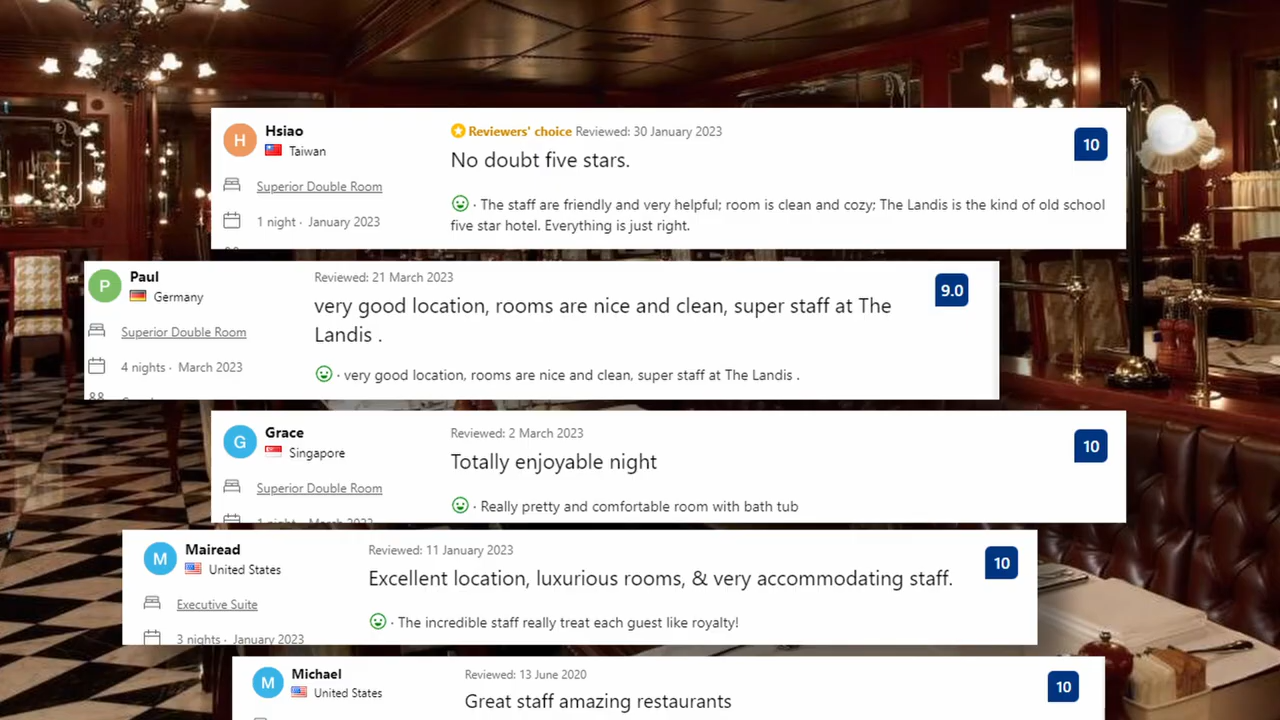 H
Hsiao
Taiwan
Superior Double Room
1 night · January 2023
Reviewers' choice Reviewed: 30 January 2023
No doubt five stars.
· The staff are friendly and very helpful; room is clean and cozy; The Landis is the kind of old school
five star hotel. Everything is just right.
10
P
Paul
Germany
Superior Double Room
4 nights · March 2023
Reviewed: 21 March 2023
very good location, rooms are nice and clean, super staff at The
Landis .
· very good location, rooms are nice and clean, super staff at The Landis .
9.0
G
Grace
Singapore
Superior Double Room
1 night · March 2023
Reviewed: 2 March 2023
Totally enjoyable night
· Really pretty and comfortable room with bath tub
10
M
Mairead
United States
Executive Suite
3 nights · January 2023
Reviewed: 11 January 2023
Excellent location, luxurious rooms, & very accommodating staff.
· The incredible staff really treat each guest like royalty!
10
M
Michael
United States
Reviewed: 13 June 2020
Great staff amazing restaurants
10